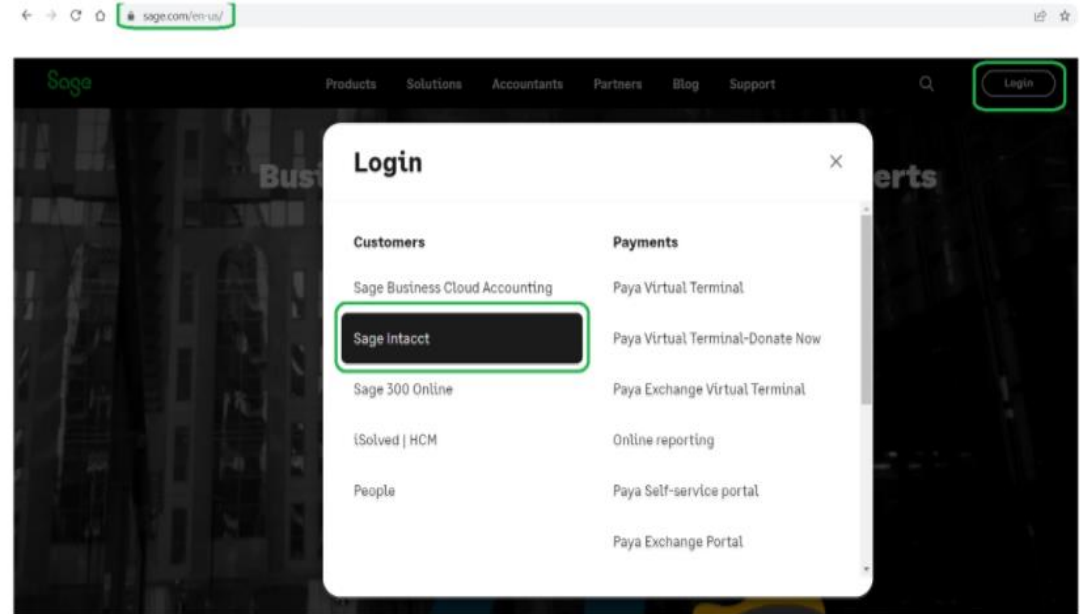 sage.com/en-us/
Sage Products Solutions Accountants Partners Blog Support Login
Bus erts
Login
Customers
Sage Business Cloud Accounting
Sage Intacct
Sage 300 Online
iSolved | HCM
People
Payments
Paya Virtual Terminal
Paya Virtual Terminal-Donate Now
Paya Exchange Virtual Terminal
Online reporting
Paya Self-service portal
Paya Exchange Portal